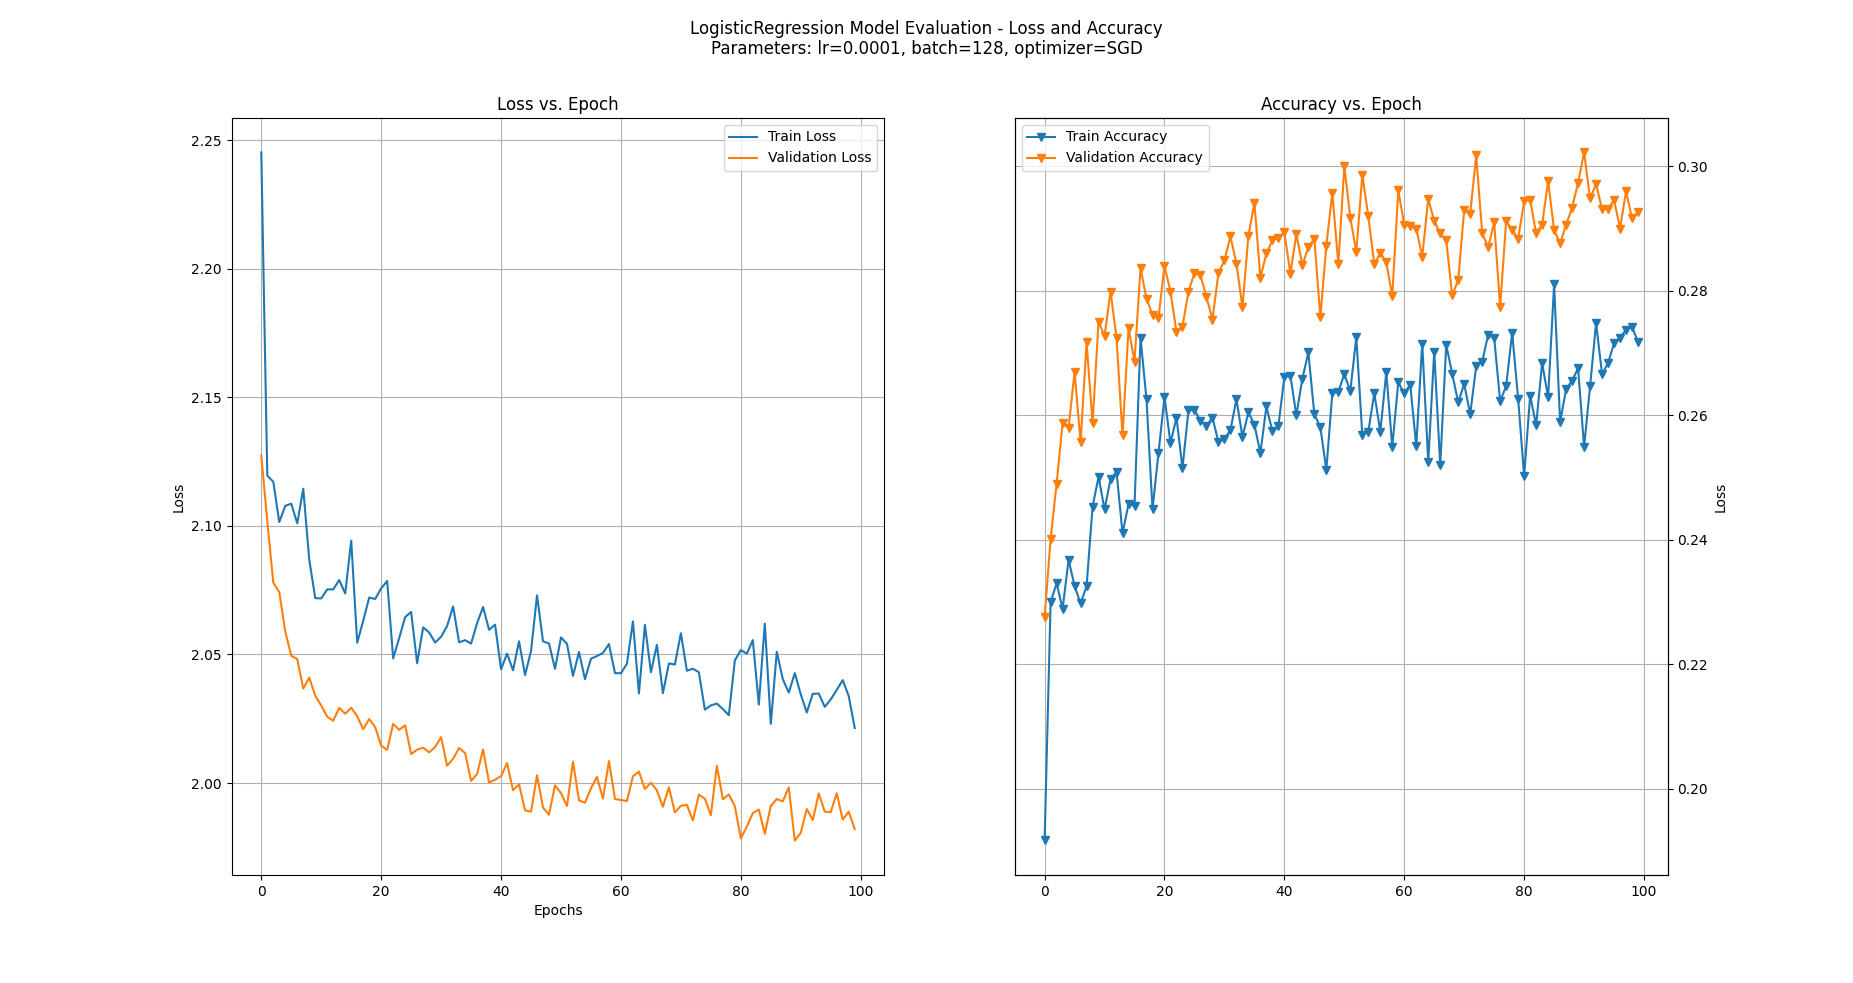 LogisticRegression Model Evaluation - Loss and Accuracy
Parameters: lr=0.0001, batch=128, optimizer=SGD
Loss vs. Epoch
Train Loss
Validation Loss
2.25
2.20
2.15
2.10
2.05
2.00
Loss
0
20
40
60
80
100
Epochs
Accuracy vs. Epoch
Train Accuracy
Validation Accuracy
0.30
0.28
0.26
0.24
0.22
0.20
Loss
0
20
40
60
80
100